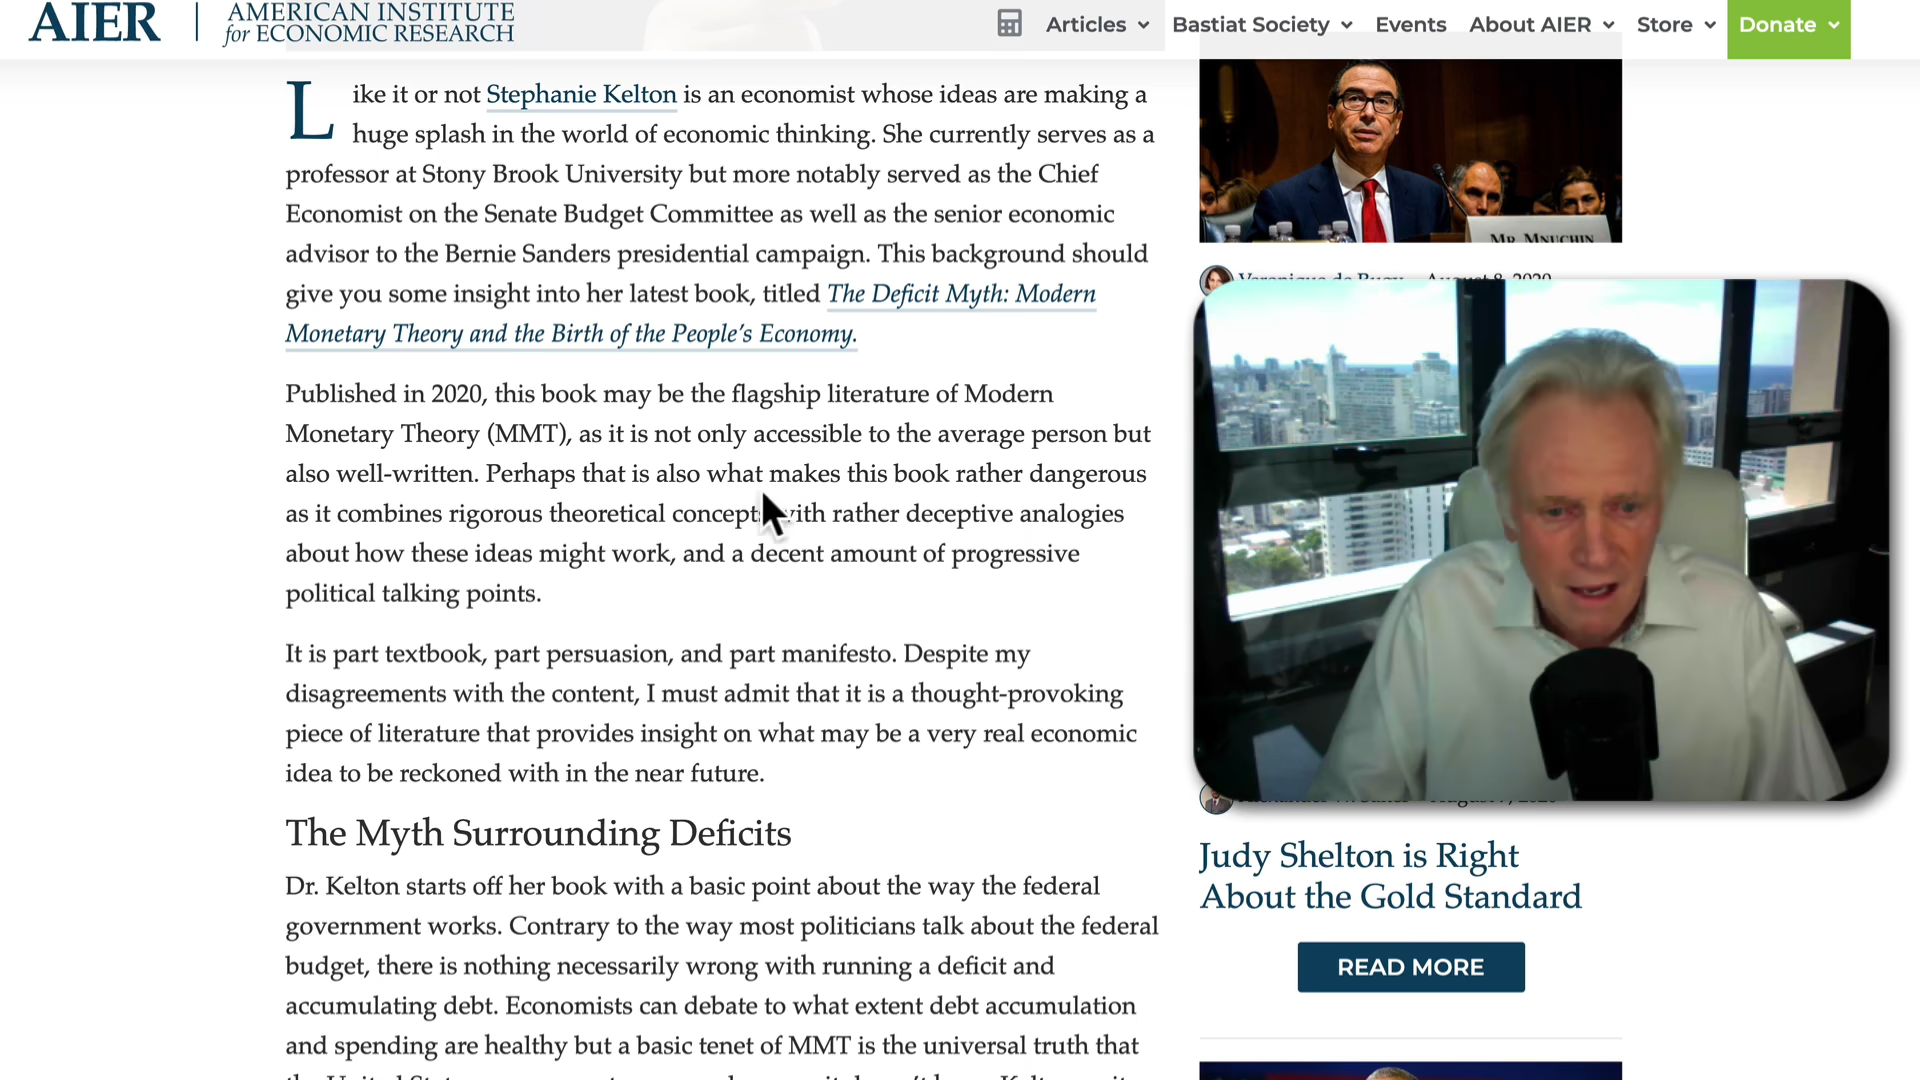 AIER
AMERICAN INSTITUTE
for ECONOMIC RESEARCH
Articles
Bastiat Society
Events
About AIER
Store
Donate
Like it or not Stephanie Kelton is an economist whose ideas are making a
huge splash in the world of economic thinking. She currently serves as a
professor at Stony Brook University but more notably served as the Chief
Economist on the Senate Budget Committee as well as the senior economic
advisor to the Bernie Sanders presidential campaign. This background should
give you some insight into her latest book, titled The Deficit Myth: Modern
Monetary Theory and the Birth of the People’s Economy.
Published in 2020, this book may be the flagship literature of Modern
Monetary Theory (MMT), as it is not only accessible to the average person but
also well-written. Perhaps that is also what makes this book rather dangerous
as it combines rigorous theoretical concepts with rather deceptive analogies
about how these ideas might work, and a decent amount of progressive
political talking points.
It is part textbook, part persuasion, and part manifesto. Despite my
disagreements with the content, I must admit that it is a thought-provoking
piece of literature that provides insight on what may be a very real economic
idea to be reckoned with in the near future.
The Myth Surrounding Deficits
Dr. Kelton starts off her book with a basic point about the way the federal
government works. Contrary to the way most politicians talk about the federal
budget, there is nothing necessarily wrong with running a deficit and
accumulating debt. Economists can debate to what extent debt accumulation
and spending are healthy but a basic tenet of MMT is the universal truth that
MR. MNUCHIN
August 8, 2020
Judy Shelton is Right
About the Gold Standard
READ MORE